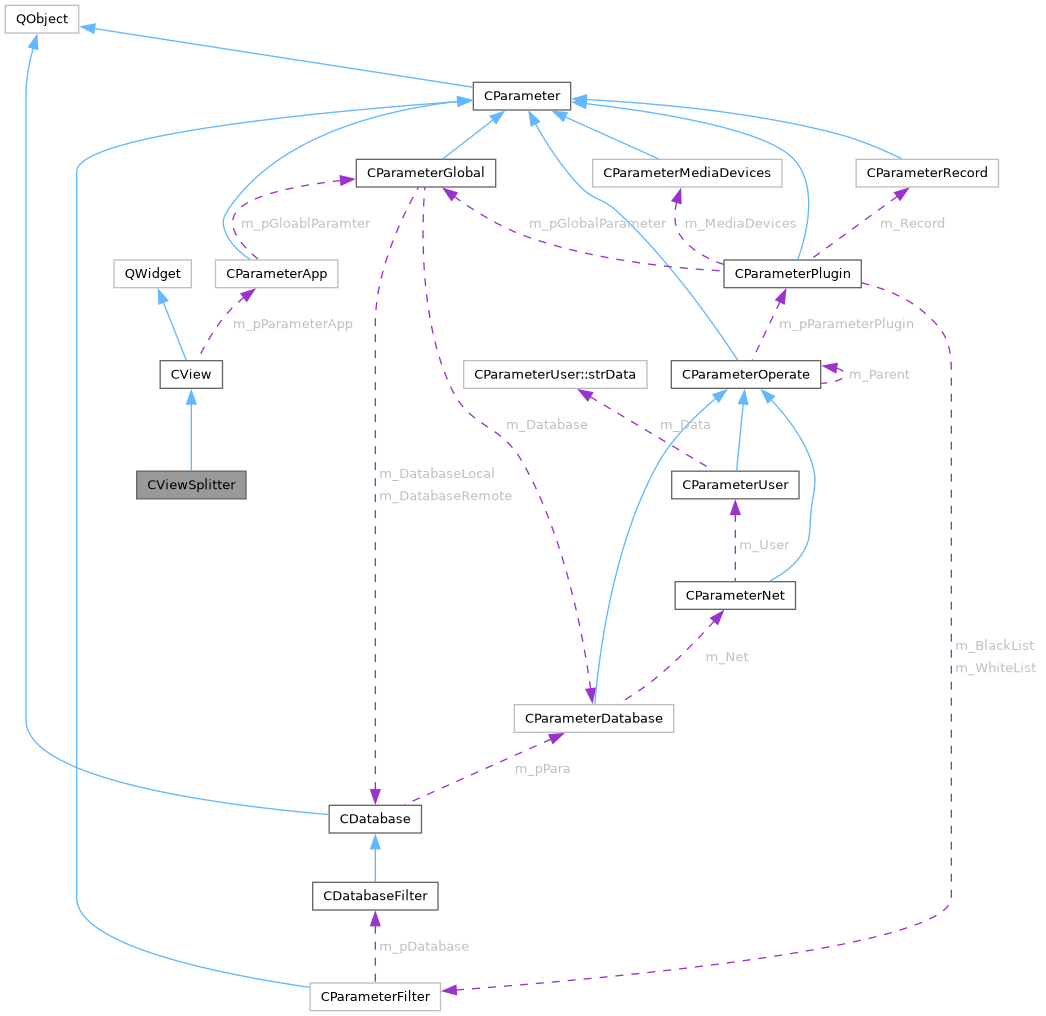 QObject
CParameter
CParameterGlobal
CParameterMediaDevices
CParameterRecord
m_pGloablParamter
m_pGlobalParameter
m_MediaDevices
m_Record
QWidget
CParameterApp
CParameterPlugin
m_pParameterApp
m_pParameterPlugin
CView
CParameterUser::strData
CParameterOperate
m_Parent
m_Database
m_Data
m_DatabaseLocal
m_DatabaseRemote
CViewSplitter
CParameterUser
m_User
CParameterNet
m_BlackList
m_WhiteList
m_Net
CParameterDatabase
m_pPara
CDatabase
CDatabaseFilter
m_pDatabase
CParameterFilter